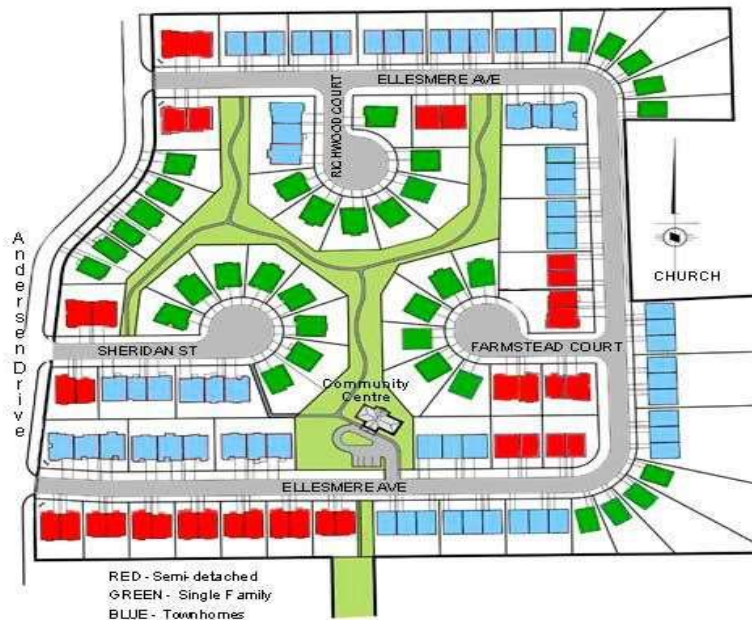 ELLESMERE AVE
RICHWOOD COURT
Andersen Drive
CHURCH
SHERIDAN ST
FARMSTEAD COURT
Community
Centre
ELLESMERE AVE
RED - Semi-detached
GREEN - Single Family
BLUE - Townhomes